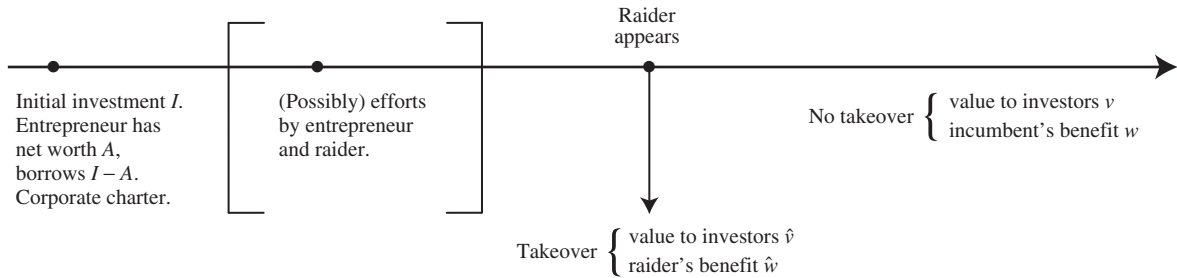 Raider
appears
Initial investment I.
Entrepreneur has
net worth A,
borrows I – A.
Corporate charter.
(Possibly) efforts
by entrepreneur
and raider.
No takeover { value to investors v
incumbent's benefit w
Takeover { value to investors v̂
raider's benefit ŵ